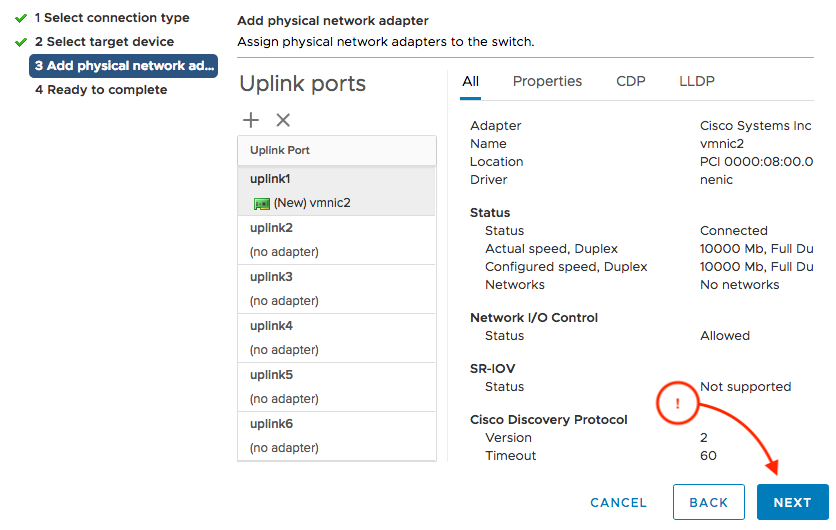 1 Select connection type
2 Select target device
3 Add physical network ad...
4 Ready to complete
Add physical network adapter
Assign physical network adapters to the switch.
Uplink ports
Uplink Port
uplink1
(New) vmnic2
uplink2
(no adapter)
uplink3
(no adapter)
uplink4
(no adapter)
uplink5
(no adapter)
uplink6
(no adapter)
All Properties CDP LLDP
Adapter Cisco Systems Inc
Name vmnic2
Location PCI 0000:08:00.0
Driver nenic
Status
Status Connected
Actual speed, Duplex 10000 Mb, Full Du
Configured speed, Duplex 10000 Mb, Full Du
Networks No networks
Network I/O Control
Status Allowed
SR-IOV
Status Not supported
!
Cisco Discovery Protocol
Version 2
Timeout 60
CANCEL BACK NEXT